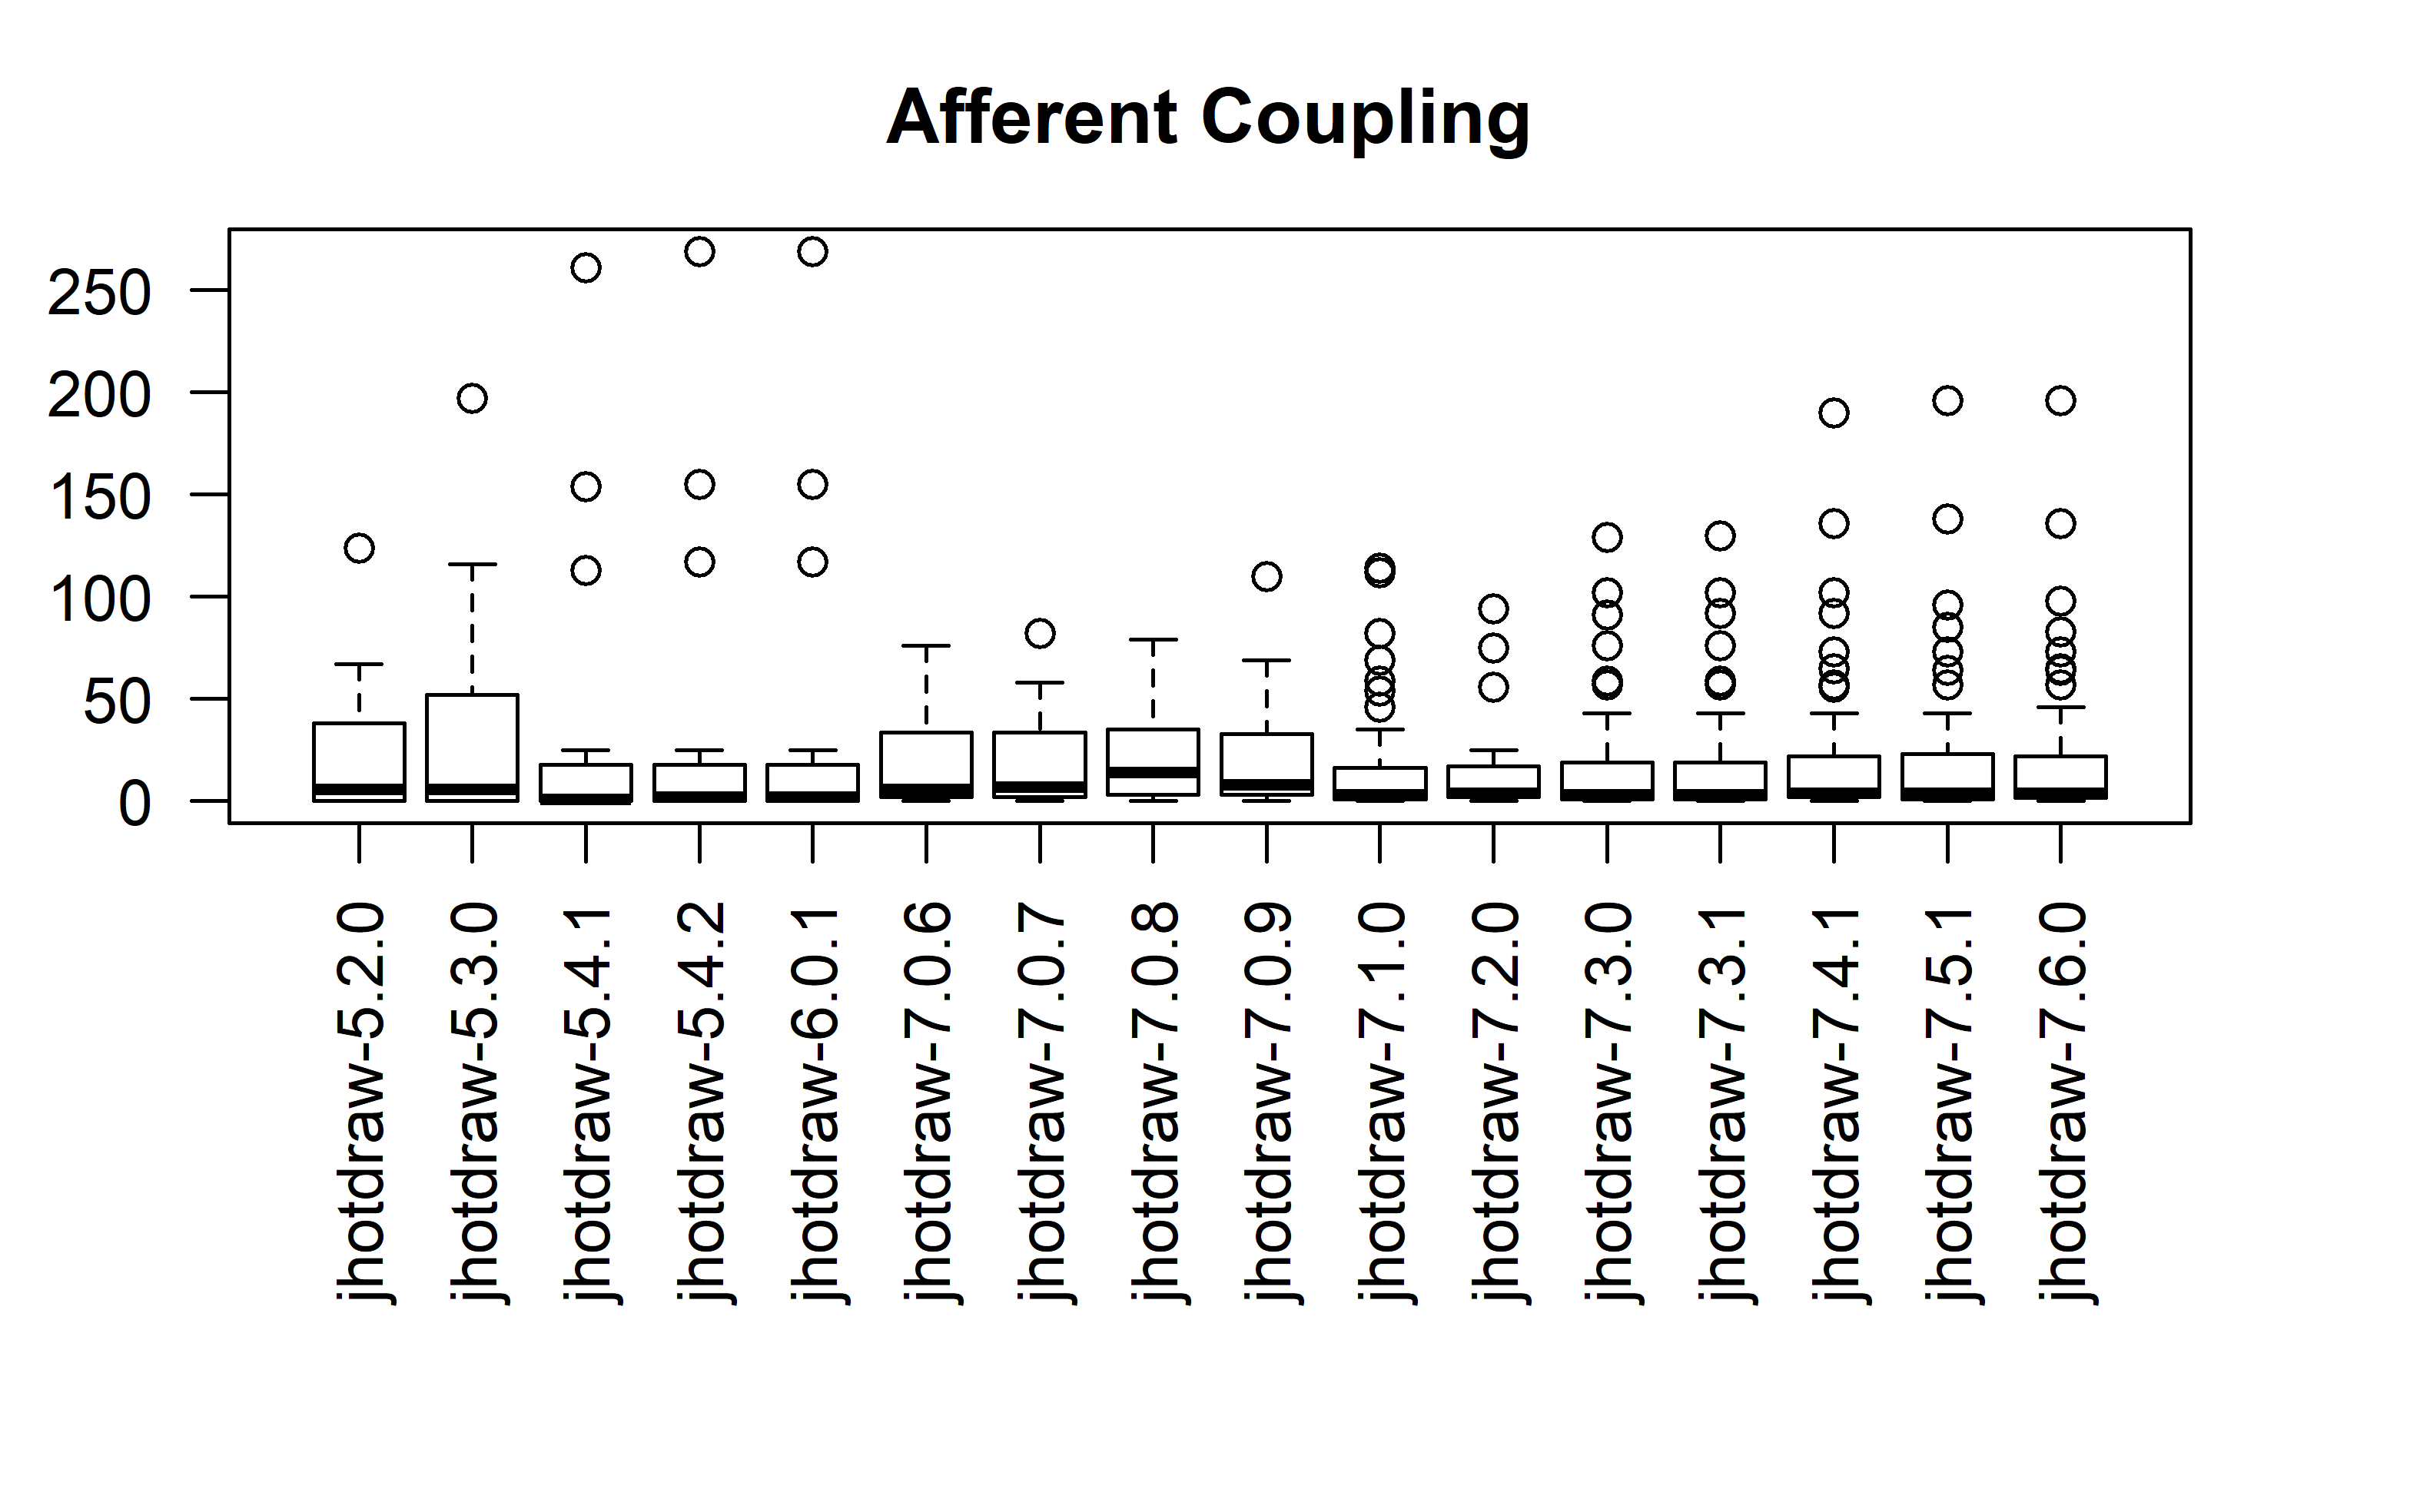 Afferent Coupling
250
200
150
100
50
0
jhotdraw-5.2.0
jhotdraw-5.3.0
jhotdraw-5.4.1
jhotdraw-5.4.2
jhotdraw-6.0.1
jhotdraw-7.0.6
jhotdraw-7.0.7
jhotdraw-7.0.8
jhotdraw-7.0.9
jhotdraw-7.1.0
jhotdraw-7.2.0
jhotdraw-7.3.0
jhotdraw-7.3.1
jhotdraw-7.4.1
jhotdraw-7.5.1
jhotdraw-7.6.0